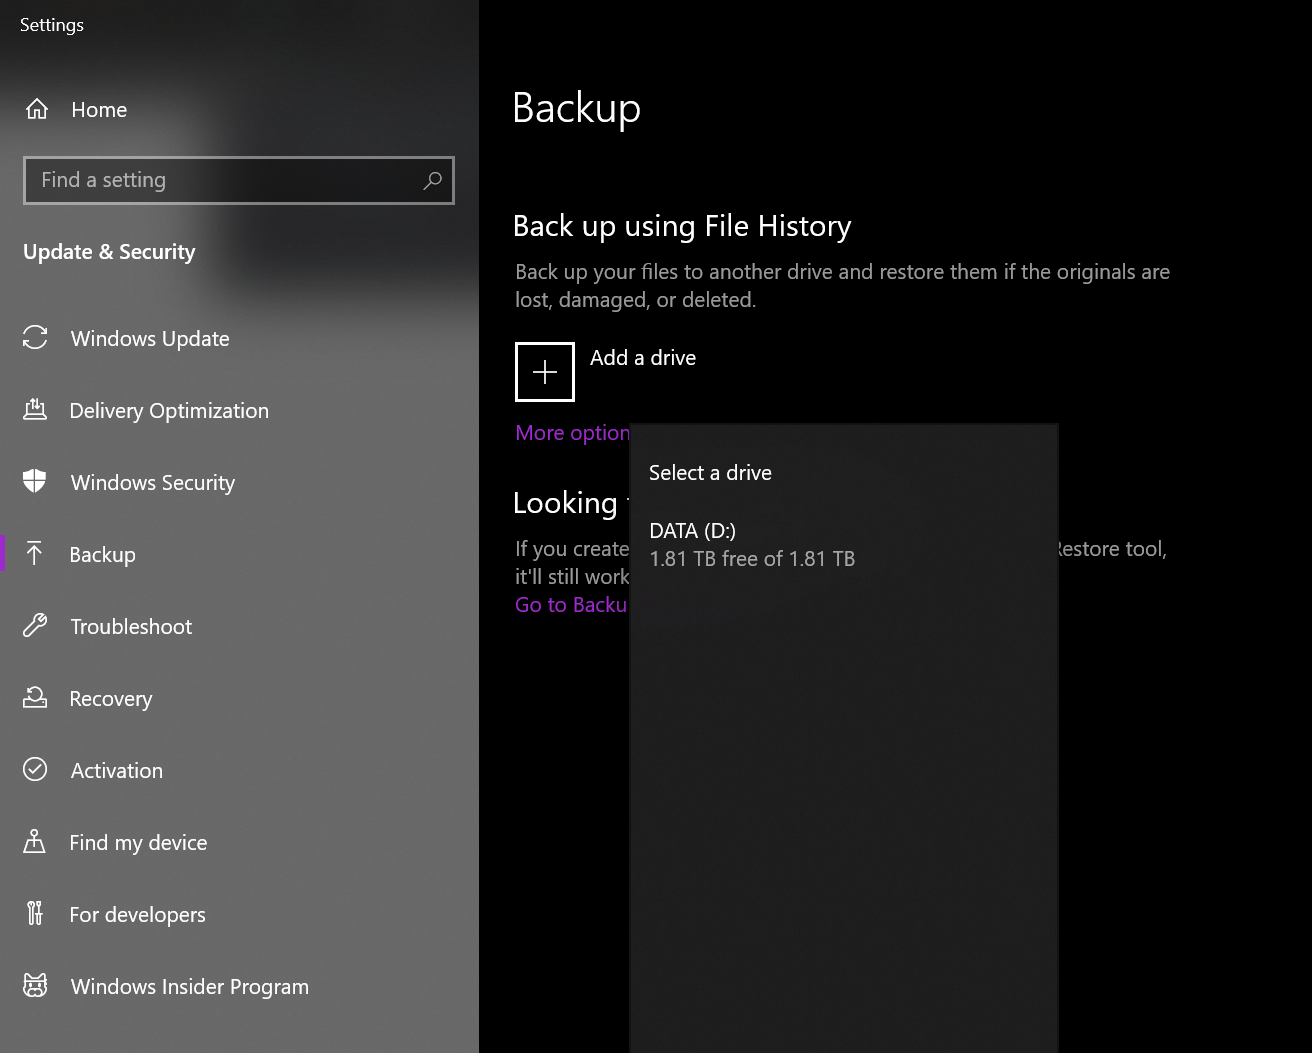 Settings
Home
Find a setting
Update & Security
Windows Update
Delivery Optimization
Windows Security
Backup
Troubleshoot
Recovery
Activation
Find my device
For developers
Windows Insider Program
Backup
Back up using File History
Back up your files to another drive and restore them if the originals are
lost, damaged, or deleted.
Add a drive
More option
Looking
If you create Restore tool,
it'll still work
Go to Backu
Select a drive
DATA (D:)
1.81 TB free of 1.81 TB